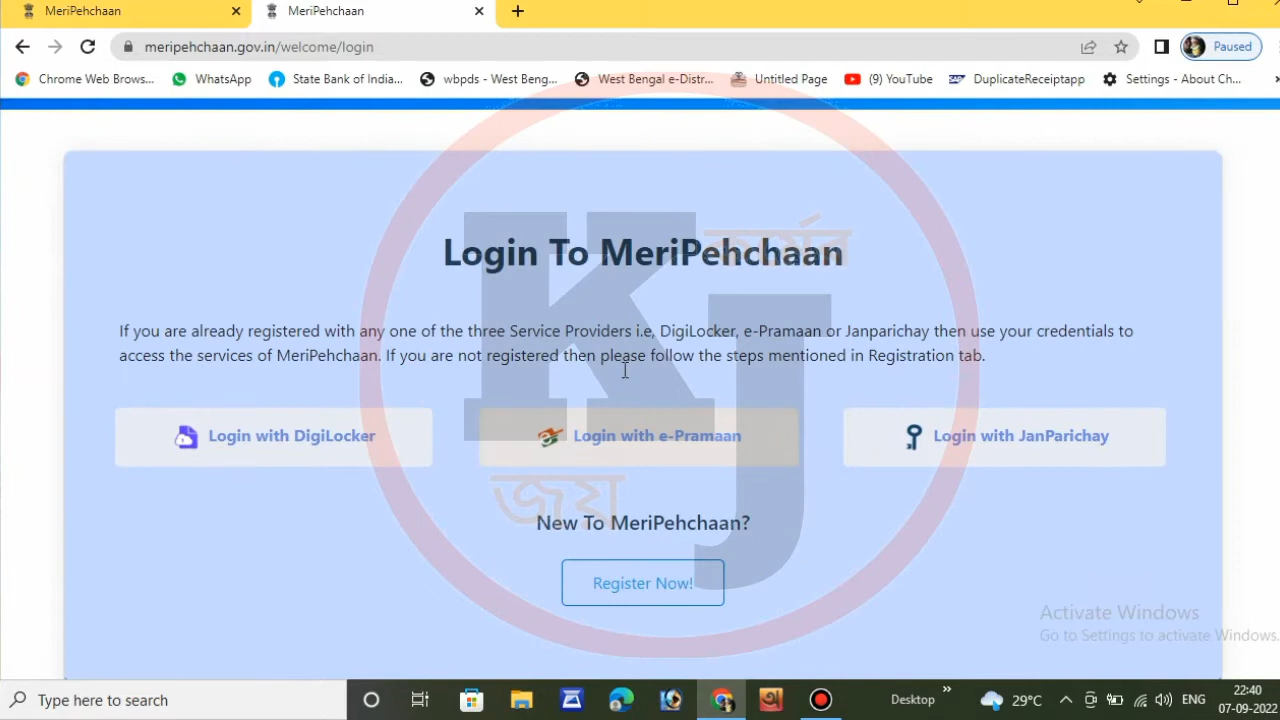 MeriPehchaan
MeriPehchaan
meripehchaan.gov.in/welcome/login
Paused
Chrome Web Brows...
WhatsApp
State Bank of India...
wbpds - West Beng...
West Bengal e-Distr...
Untitled Page
(9) YouTube
DuplicateReceiptapp
Settings - About Ch...
Login To MeriPehchaan
If you are already registered with any one of the three Service Providers i.e, DigiLocker, e-Pramaan or Janparichay then use your credentials to
access the services of MeriPehchaan. If you are not registered then please follow the steps mentioned in Registration tab.
Login with DigiLocker
Login with e-Pramaan
Login with JanParichay
New To MeriPehchaan?
Register Now!
KJ
জয়
Activate Windows
Go to Settings to activate Windows.
Type here to search
Desktop
29°C
ENG
22:40
07-09-2022